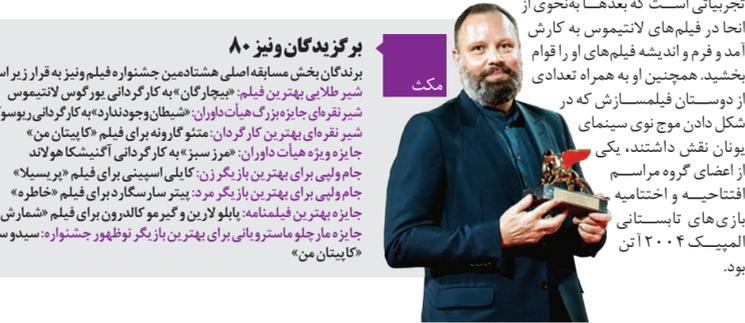 تجربیاتی است که بعدها به‌نحوی از
انحا در فیلم‌های لانتیموس به کارش
آمد و فرم و اندیشه فیلم‌های او را قوام
بخشید. همچنین او به همراه تعدادی
از دوستان فیلمسازش که در
شکل دادن موج نوی سینمای
یونان نقش داشتند، یکی
از اعضای گروه مراسم
افتتاحیه و اختتامیه
بازی‌های تابستانی
المپیک ۲۰۰۴ آتن
بود.
مکث
برگزیدگان ونیز ۸۰
برندگان بخش مسابقه اصلی هشتادمین جشنواره فیلم ونیز به قرار زیر
شیر طلایی بهترین فیلم: «بیچارگان» به کارگردانی یورگوس لانتیموس
شیر نقره‌ای جایزه بزرگ هیأت داوران: «شیطان وجود ندارد» به کارگردانی
شیر نقره‌ای بهترین کارگردان: متئو گارونه برای فیلم «کاپیتان من»
جایزه ویژه هیأت داوران: «مرز سبز» به کارگردانی آگنیشکا هولاند
جام ولپی برای بهترین بازیگر زن: کایلی اسپینی برای فیلم «پریسیلا»
جام ولپی برای بهترین بازیگر مرد: پیتر سارسگارد برای فیلم «خاطره»
جایزه بهترین فیلمنامه: پابلو لارین و گیرمو کالدرون برای فیلم «شمارش
جایزه مارچلو ماسترویانی برای بهترین بازیگر نوظهور جشنواره: سیدو
«کاپیتان من»